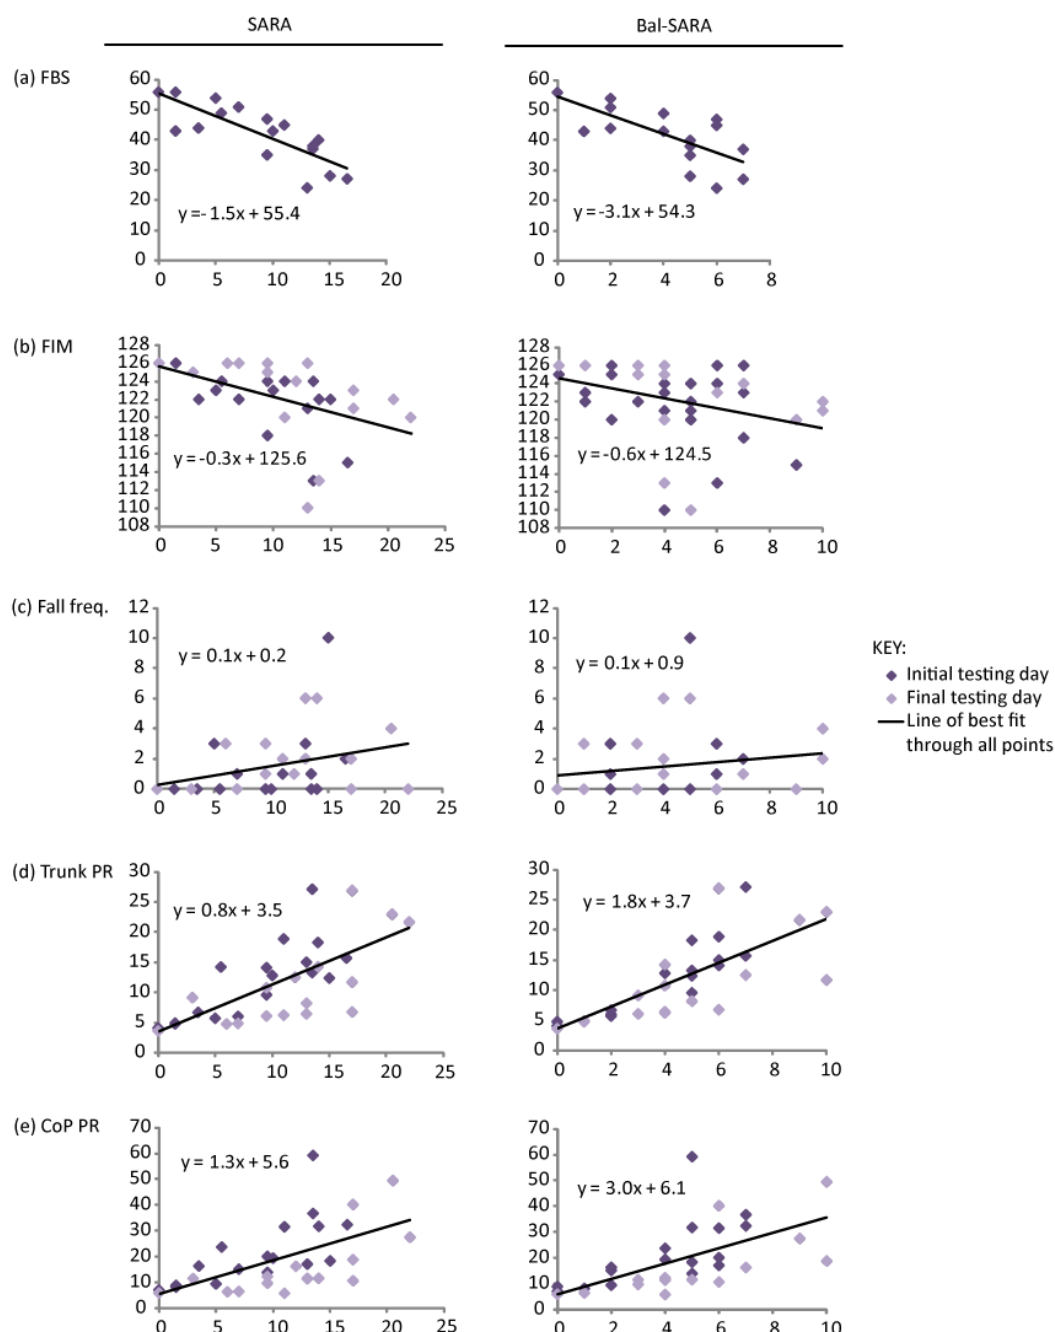 SARA Bal-SARA
(a) FBS
60 50 40 30 20 10 0
y =- 1.5x + 55.4
0 5 10 15 20
60 50 40 30 20 10 0
y = -3.1x + 54.3
0 2 4 6 8
(b) FIM
128 126 124 122 120 118 116 114 112 110 108
y = -0.3x + 125.6
0 5 10 15 20 25
128 126 124 122 120 118 116 114 112 110 108
y = -0.6x + 124.5
0 2 4 6 8 10
(c) Fall freq.
12 10 8 6 4 2 0
y = 0.1x + 0.2
0 5 10 15 20 25
12 10 8 6 4 2 0
y = 0.1x + 0.9
0 2 4 6 8 10
KEY:
Initial testing day
Final testing day
Line of best fit
through all points
(d) Trunk PR
30 25 20 15 10 5 0
y = 0.8x + 3.5
0 5 10 15 20 25
30 25 20 15 10 5 0
y = 1.8x + 3.7
0 2 4 6 8 10
(e) CoP PR
70 60 50 40 30 20 10 0
y = 1.3x + 5.6
0 5 10 15 20 25
70 60 50 40 30 20 10 0
y = 3.0x + 6.1
0 2 4 6 8 10